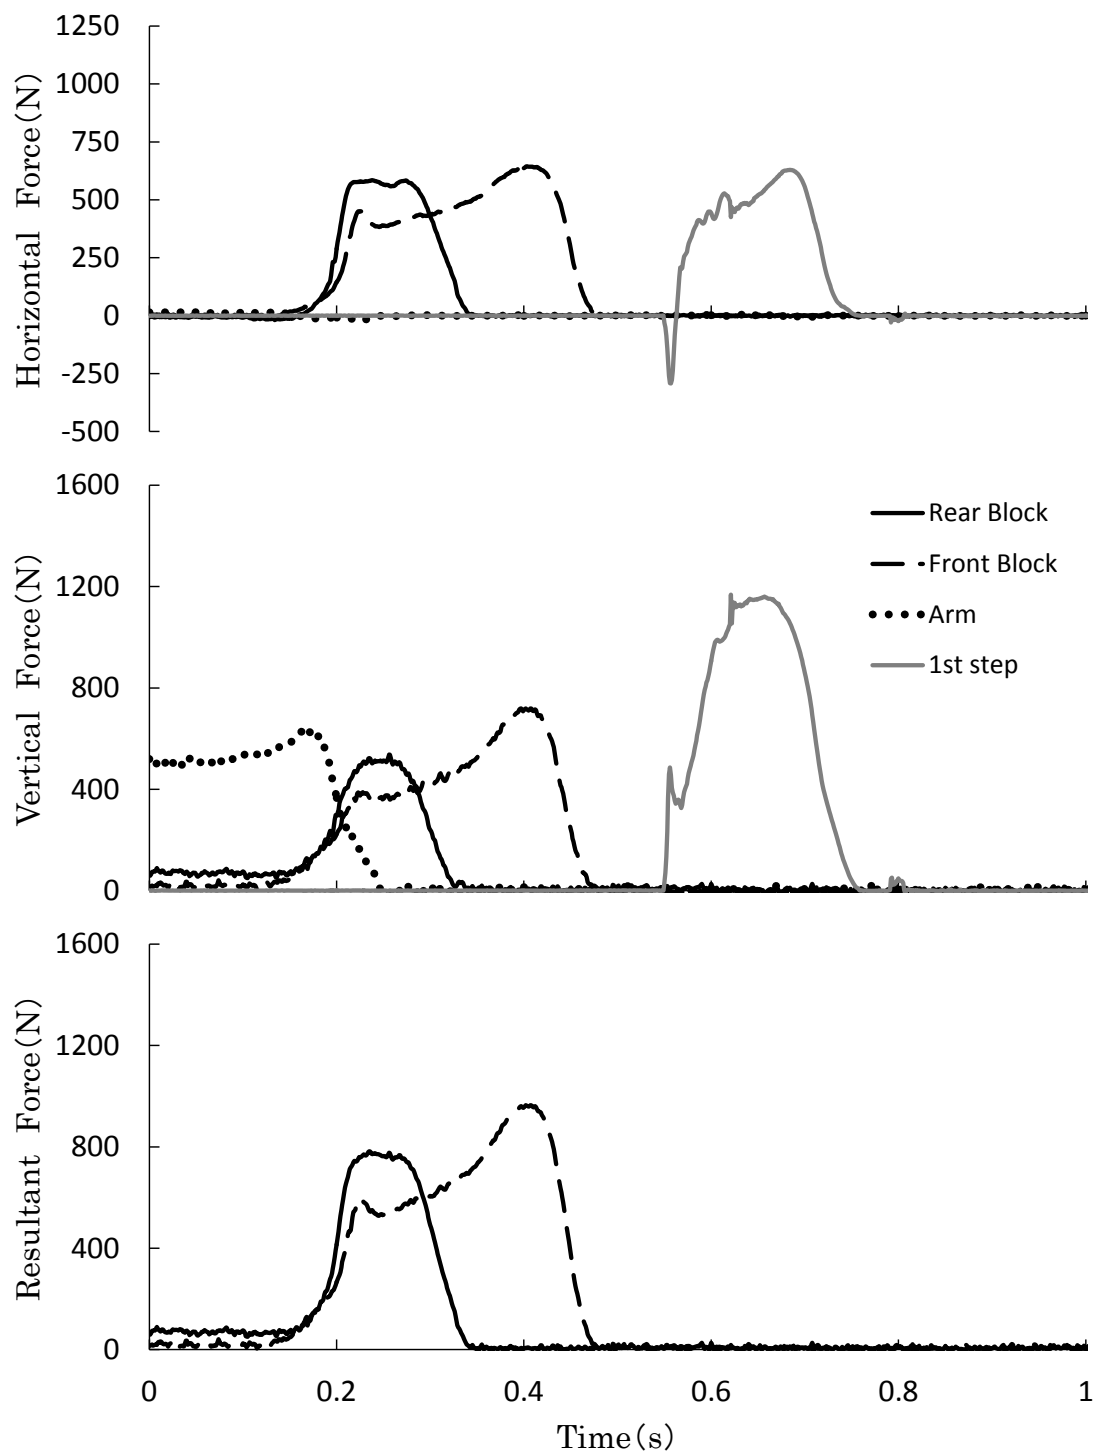 Horizontal Force(N)
1250
1000
750
500
250
0
-250
-500
Vertical Force(N)
1600
1200
800
400
0
Rear Block
Front Block
Arm
1st step
Resultant Force(N)
1600
1200
800
400
0
0 0.2 0.4 0.6 0.8 1
Time(s)